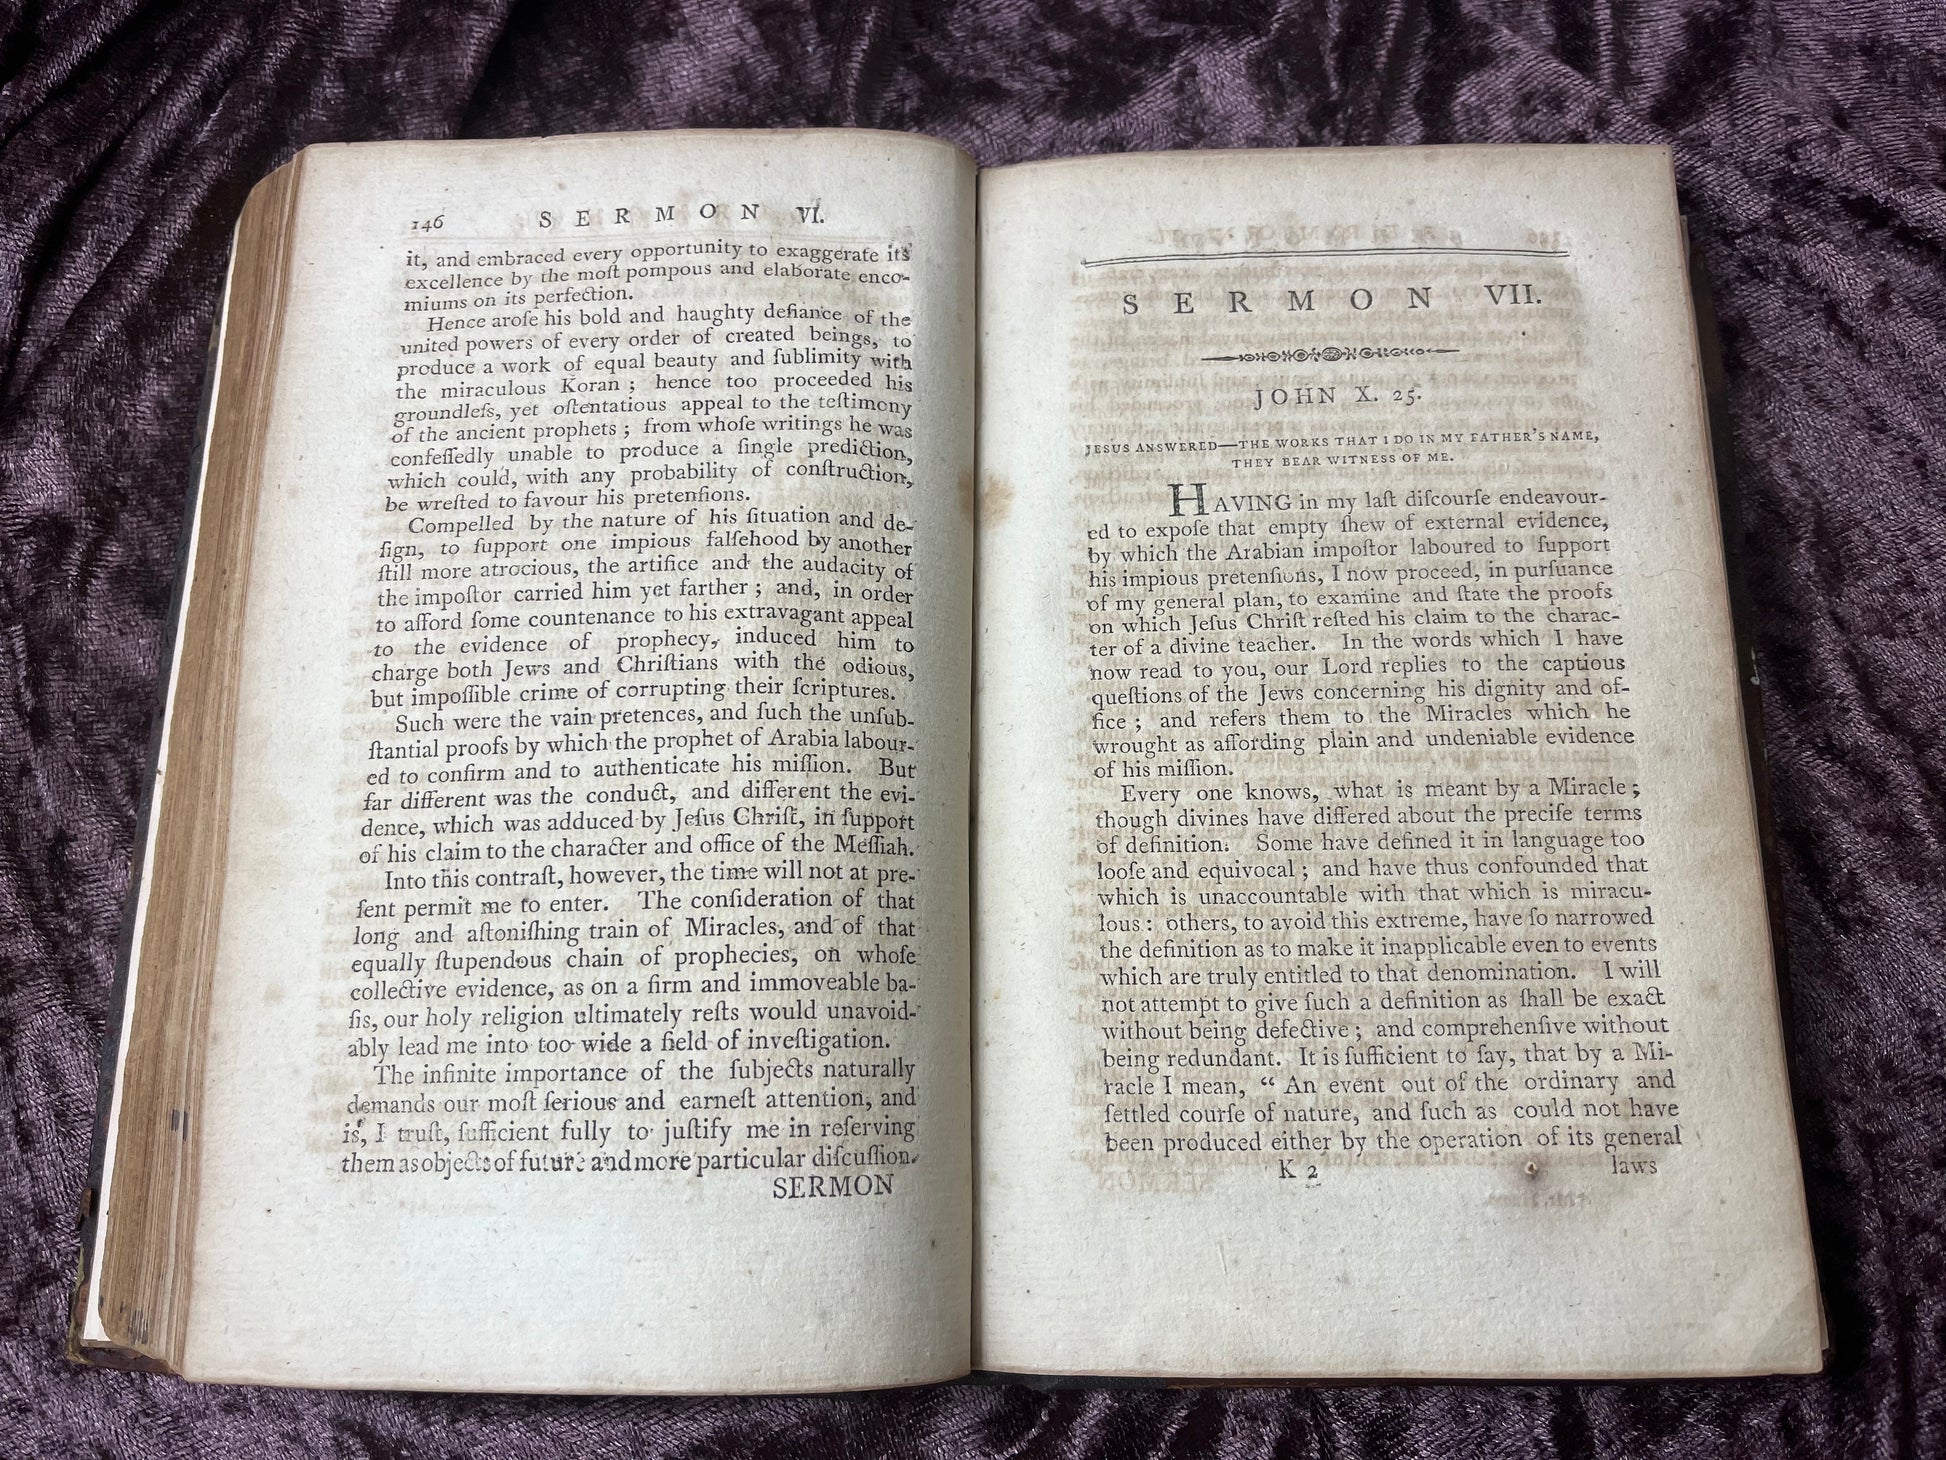 146 SERMON VI.
it, and embraced every opportunity to exaggerate its
excellence by the moſt pompous and elaborate enco-
miums on its perfection.
Hence aroſe his bold and haughty defiance of the
united powers of every order of created beings, to
produce a work of equal beauty and ſublimity with
the miraculous Koran ; hence too proceeded his
groundleſs, yet oſtentatious appeal to the teſtimony
of the ancient prophets ; from whoſe writings he was
confeſſedly unable to produce a ſingle prediction,
which could, with any probability of conſtruction,
be wreſted to favour his pretenſions.
Compelled by the nature of his ſituation and de-
ſign, to ſupport one impious falſehood by another
ſtill more atrocious, the artifice and the audacity of
the impoſtor carried him yet farther ; and, in order
to afford ſome countenance to his extravagant appeal
to the evidence of prophecy, induced him to
charge both Jews and Chriſtians with the odious,
but impoſſible crime of corrupting their ſcriptures.
Such were the vain pretences, and ſuch the unſub-
ſtantial proofs by which the prophet of Arabia labour-
ed to confirm and to authenticate his miſſion. But
far different was the conduct, and different the evi-
dence, which was adduced by Jeſus Chriſt, in ſupport
of his claim to the character and office of the Meſſiah.
Into this contraſt, however, the time will not at pre-
ſent permit me to enter. The conſideration of that
long and aſtoniſhing train of Miracles, and of that
equally ſtupendous chain of prophecies, on whoſe
collective evidence, as on a firm and immoveable ba-
ſis, our holy religion ultimately reſts would unavoid-
ably lead me into too wide a field of inveſtigation.
The infinite importance of the ſubjects naturally
demands our moſt ſerious and earneſt attention, and
is, I truſt, ſufficient fully to juſtify me in reſerving
them as objects of future and more particular diſcuſſion.
SERMON
SERMON VII.
JOHN X. 25.
JESUS ANSWERED—THE WORKS THAT I DO IN MY FATHER'S NAME,
THEY BEAR WITNESS OF ME.
HAVING in my laſt diſcourſe endeavour-
ed to expoſe that empty ſhew of external evidence,
by which the Arabian impoſtor laboured to ſupport
his impious pretenſions, I now proceed, in purſuance
of my general plan, to examine and ſtate the proofs
on which Jeſus Chriſt reſted his claim to the charac-
ter of a divine teacher. In the words which I have
now read to you, our Lord replies to the captious
queſtions of the Jews concerning his dignity and of-
fice ; and refers them to the Miracles which he
wrought as affording plain and undeniable evidence
of his miſſion.
Every one knows, what is meant by a Miracle ;
though divines have differed about the preciſe terms
of definition. Some have defined it in language too
looſe and equivocal ; and have thus confounded that
which is unaccountable with that which is miracu-
lous : others, to avoid this extreme, have ſo narrowed
the definition as to make it inapplicable even to events
which are truly entitled to that denomination. I will
not attempt to give ſuch a definition as ſhall be exact
without being defective ; and comprehenſive without
being redundant. It is ſufficient to ſay, that by a Mi-
racle I mean, “ An event out of the ordinary and
ſettled courſe of nature, and ſuch as could not have
been produced either by the operation of its general
K 2 laws